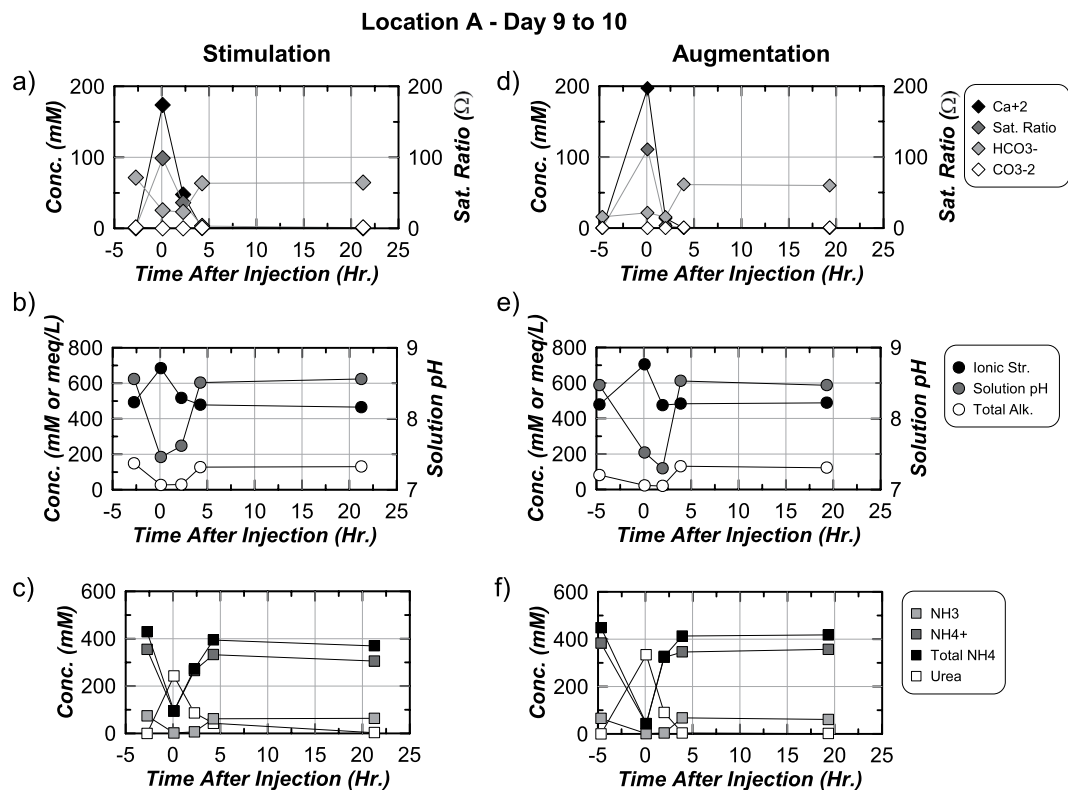 Location A - Day 9 to 10
Stimulation
Augmentation
a)
200
100
0
Conc. (mM)
200
100
0
Sat. Ratio (Ω)
-5 0 5 10 15 20 25
Time After Injection (Hr.)
d)
200
100
0
Conc. (mM)
200
100
0
Sat. Ratio (Ω)
-5 0 5 10 15 20 25
Time After Injection (Hr.)
Ca+2
Sat. Ratio
HCO3-
CO3-2
b)
800
600
400
200
0
Conc. (mM or meq/L)
9
8
7
Solution pH
-5 0 5 10 15 20 25
Time After Injection (Hr.)
e)
800
600
400
200
0
Conc. (mM or meq/L)
9
8
7
Solution pH
-5 0 5 10 15 20 25
Time After Injection (Hr.)
Ionic Str.
Solution pH
Total Alk.
c)
600
400
200
0
Conc. (mM)
-5 0 5 10 15 20 25
Time After Injection (Hr.)
f)
600
400
200
0
Conc. (mM)
-5 0 5 10 15 20 25
Time After Injection (Hr.)
NH3
NH4+
Total NH4
Urea